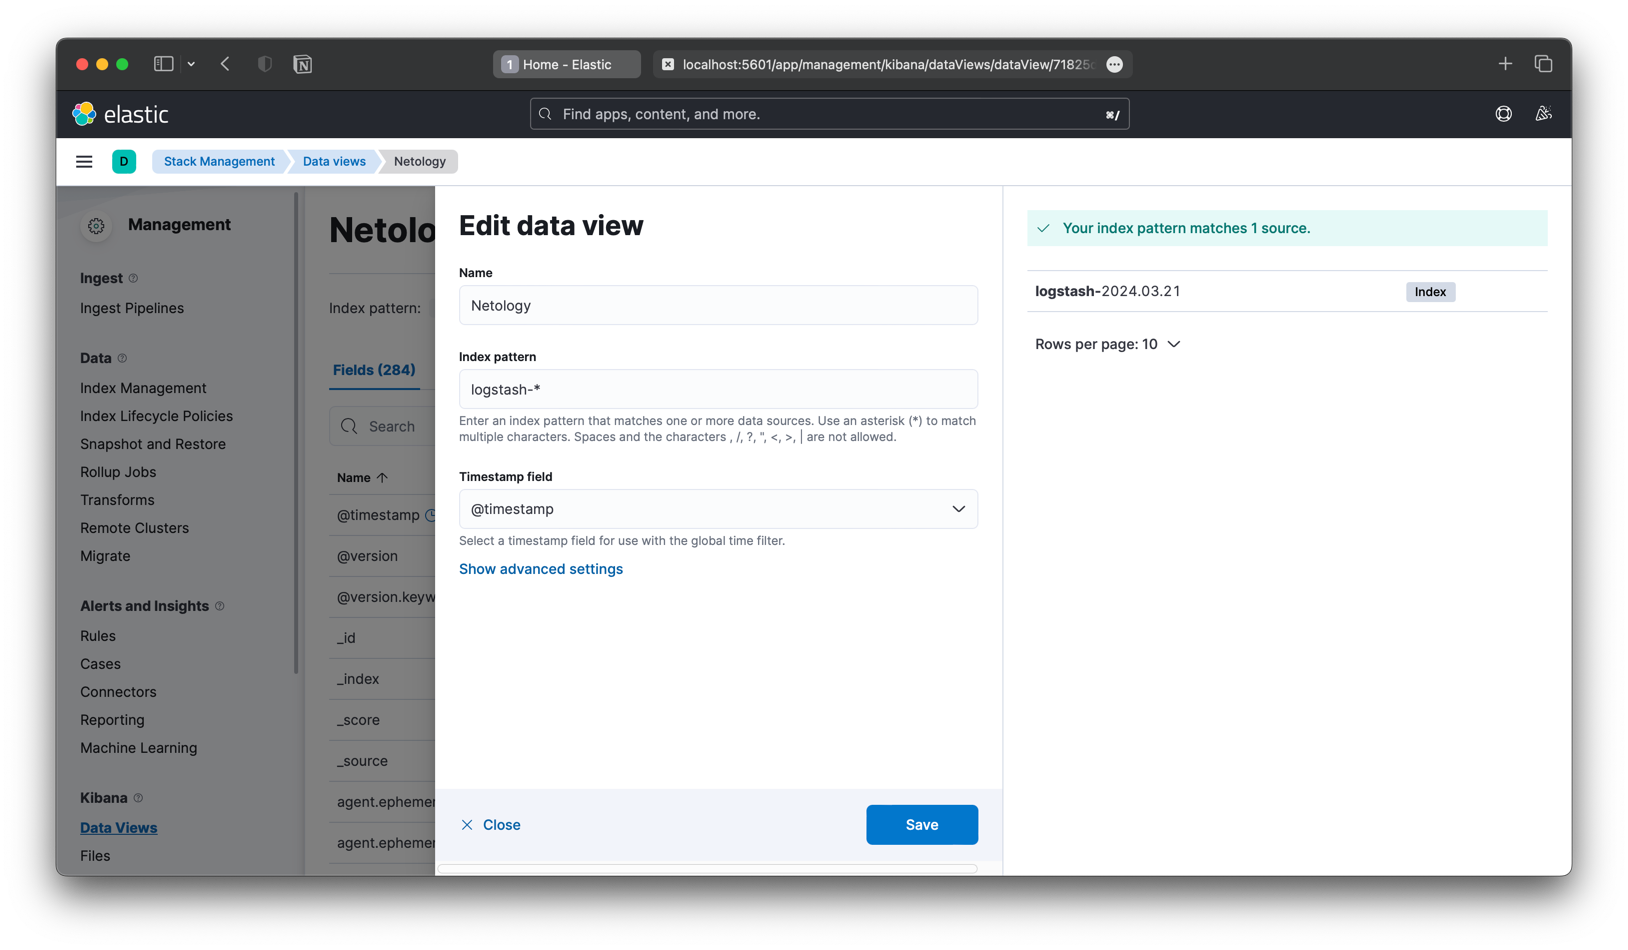 1 Home - Elastic
localhost:5601/app/management/kibana/dataViews/dataView/71825
elastic
Find apps, content, and more.
⌘/
D
Stack Management
Data views
Netology
Management
Ingest
Ingest Pipelines
Data
Index Management
Index Lifecycle Policies
Snapshot and Restore
Rollup Jobs
Transforms
Remote Clusters
Migrate
Alerts and Insights
Rules
Cases
Connectors
Reporting
Machine Learning
Kibana
Data Views
Files
Netolo
Index pattern:
Fields (284)
Search
Name
@timestamp
@version
@version.keyw
_id
_index
_score
_source
agent.ephemer
agent.ephemer
Edit data view
Name
Netology
Index pattern
logstash-*
Enter an index pattern that matches one or more data sources. Use an asterisk (*) to match
multiple characters. Spaces and the characters , /, ?, ", <, >, | are not allowed.
Timestamp field
@timestamp
Select a timestamp field for use with the global time filter.
Show advanced settings
Close
Save
Your index pattern matches 1 source.
logstash-2024.03.21
Index
Rows per page: 10